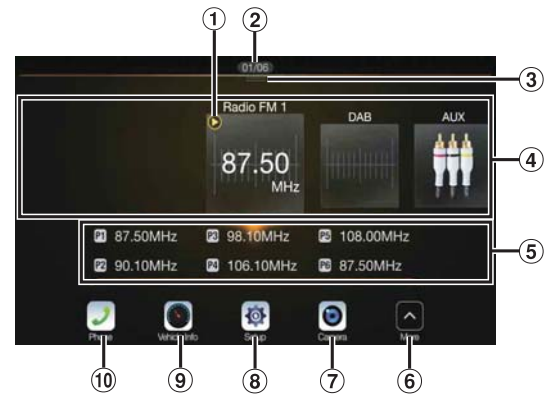 1 2
01/06
3
Radio FM 1 DAB AUX
87.50
MHz
4
P1 87.50MHz P3 98.10MHz P5 108.00MHz
P2 90.10MHz P4 106.10MHz P6 87.50MHz
5
Phone Vehicle Info Setup Camera More
10 9 8 7 6